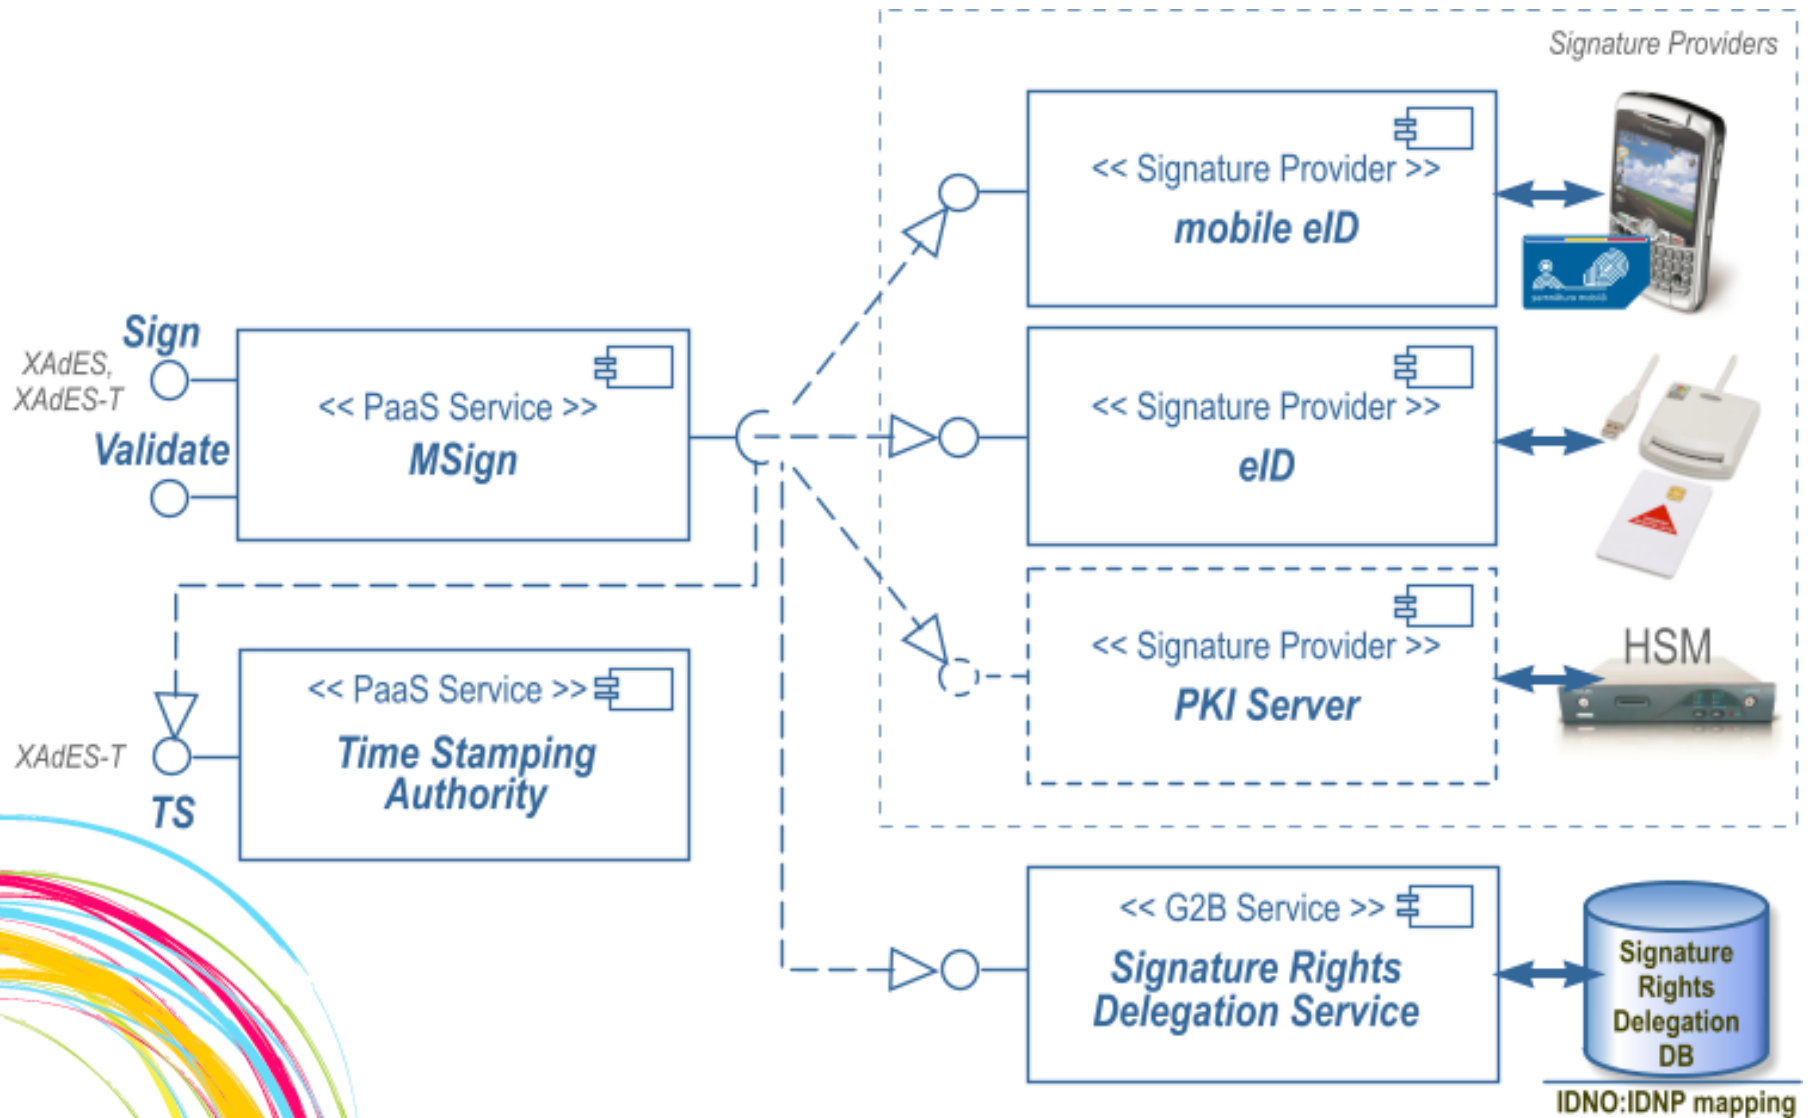 Signature Providers
<< Signature Provider >>
mobile eID
Sign
XAdES,
XAdES-T
Validate
<< PaaS Service >>
MSign
<< Signature Provider >>
eID
<< Signature Provider >>
PKI Server
HSM
<< PaaS Service >>
Time Stamping
Authority
XAdES-T
TS
<< G2B Service >>
Signature Rights
Delegation Service
Signature
Rights
Delegation
DB
IDNO:IDNP mapping